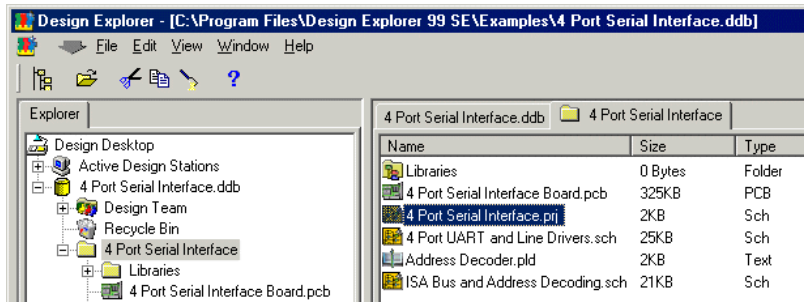 Design Explorer - [C:\Program Files\Design Explorer 99 SE\Examples\4 Port Serial Interface.ddb]
File Edit View Window Help
?
Explorer
Design Desktop
Active Design Stations
4 Port Serial Interface.ddb
Design Team
Recycle Bin
4 Port Serial Interface
Libraries
4 Port Serial Interface Board.pcb
4 Port Serial Interface.ddb 4 Port Serial Interface
Name Size Type
Libraries 0 Bytes Folder
4 Port Serial Interface Board.pcb 325KB PCB
4 Port Serial Interface.prj 2KB Sch
4 Port UART and Line Drivers.sch 25KB Sch
Address Decoder.pld 2KB Text
ISA Bus and Address Decoding.sch 21KB Sch